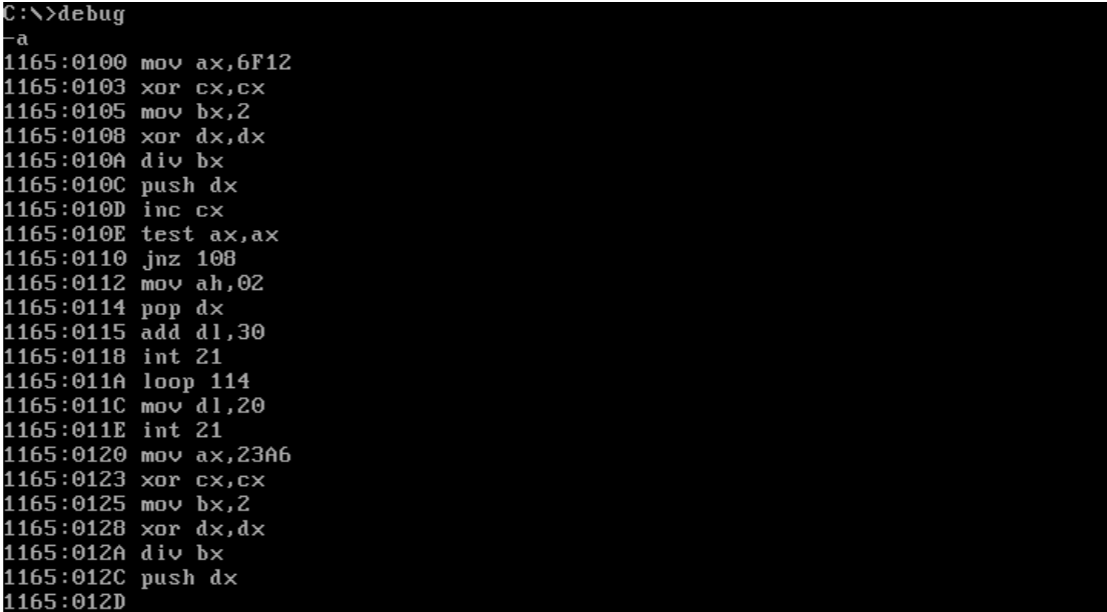 C:\>debug
-a
1165:0100 mov ax,6F12
1165:0103 xor cx,cx
1165:0105 mov bx,2
1165:0108 xor dx,dx
1165:010A div bx
1165:010C push dx
1165:010D inc cx
1165:010E test ax,ax
1165:0110 jnz 108
1165:0112 mov ah,02
1165:0114 pop dx
1165:0115 add dl,30
1165:0118 int 21
1165:011A loop 114
1165:011C mov dl,20
1165:011E int 21
1165:0120 mov ax,23A6
1165:0123 xor cx,cx
1165:0125 mov bx,2
1165:0128 xor dx,dx
1165:012A div bx
1165:012C push dx
1165:012D